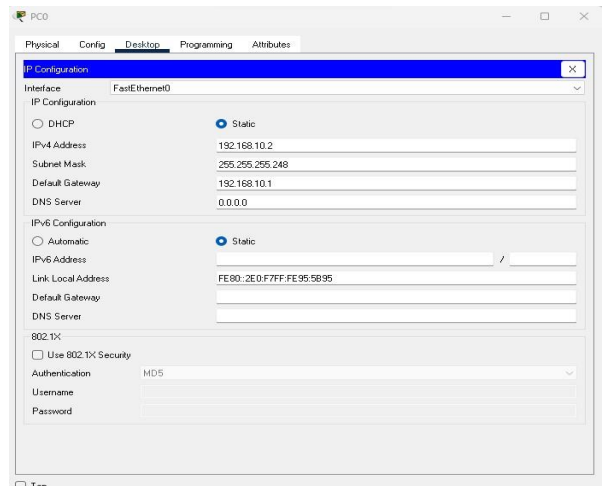 PC0
Physical Config Desktop Programming Attributes
IP Configuration
Interface FastEthernet0
IP Configuration
DHCP Static
IPv4 Address 192.168.10.2
Subnet Mask 255.255.255.248
Default Gateway 192.168.10.1
DNS Server 0.0.0.0
IPv6 Configuration
Automatic Static
IPv6 Address /
Link Local Address FE80::2E0:F7FF:FE95:5B95
Default Gateway
DNS Server
802.1X
Use 802.1X Security
Authentication MD5
Username
Password
Top